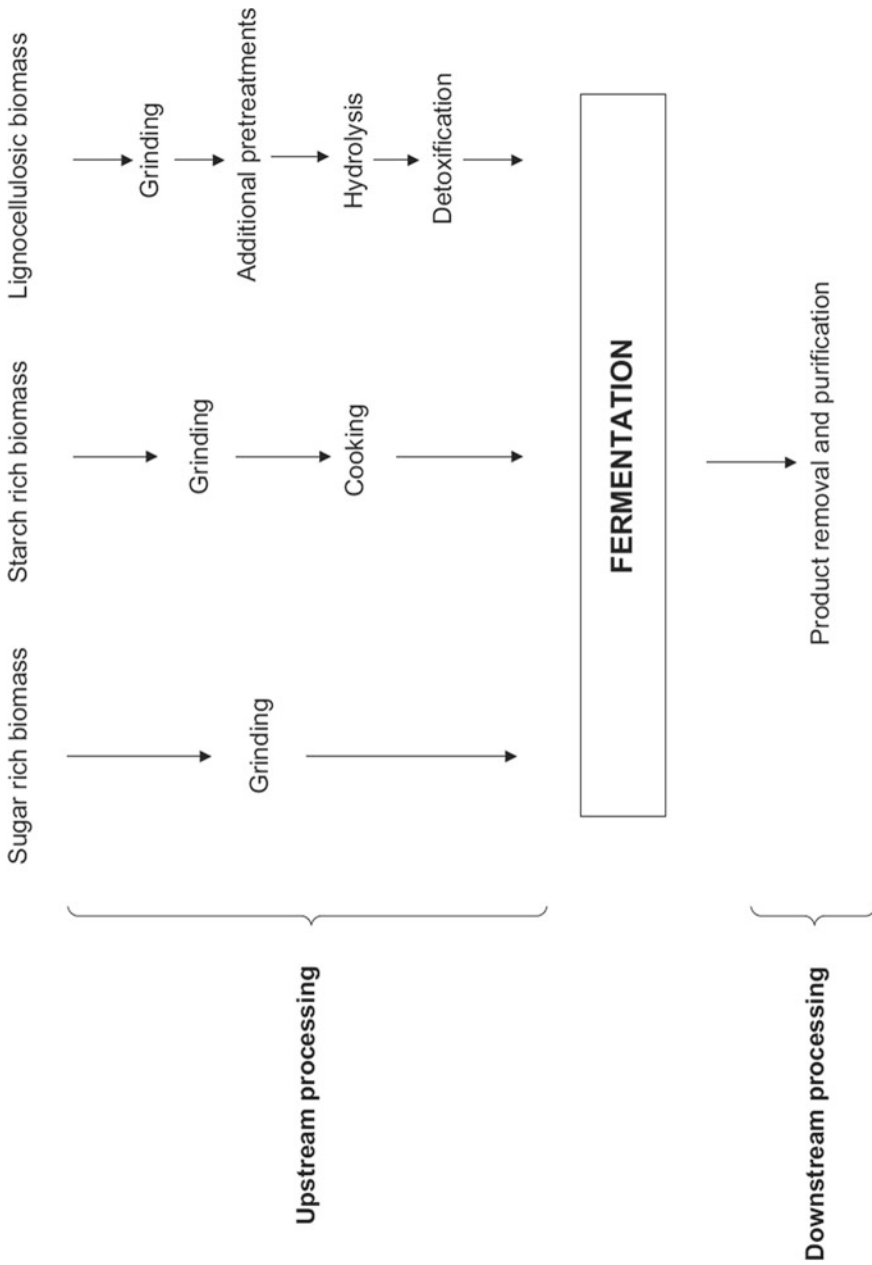 Sugar rich biomass
Starch rich biomass
Lignocellulosic biomass
Upstream processing
Grinding
Grinding
Cooking
Grinding
Additional pretreatments
Hydrolysis
Detoxification
FERMENTATION
Downstream processing
Product removal and purification